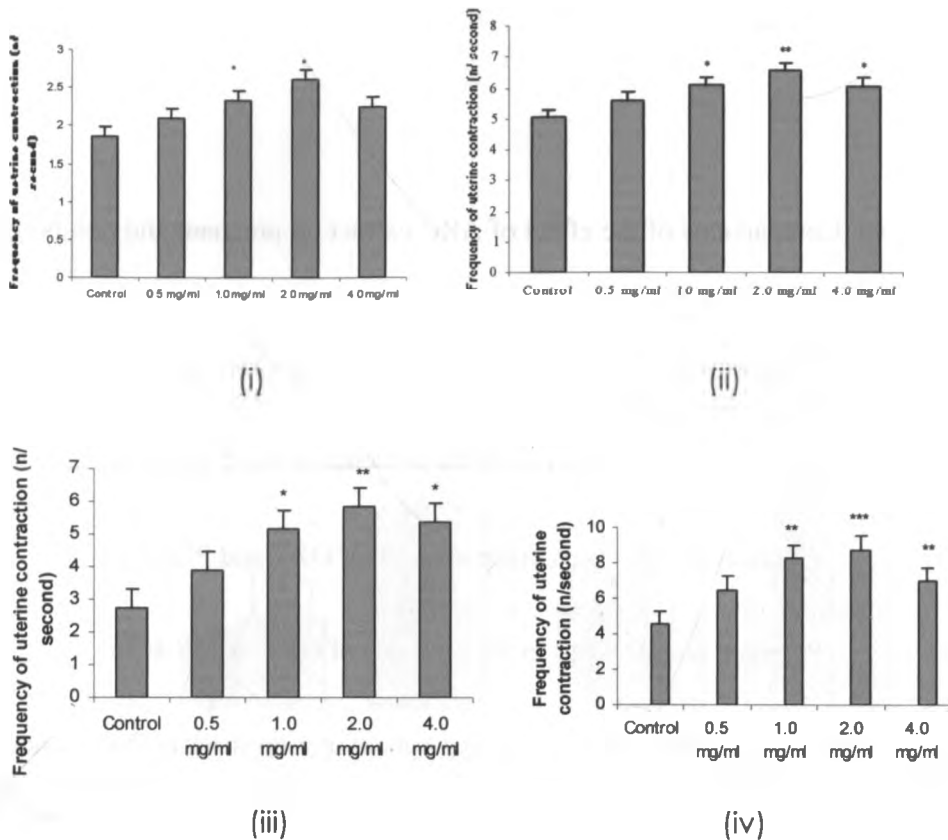 Frequency of uterine contraction (n/
second)
3
2.5
2
1.5
1
0.5
0
*
*
Control
0.5 mg/ml
1.0 mg/ml
2.0 mg/ml
4.0 mg/ml
(i)
Frequency of uterine contraction (n/ second)
8
7
6
5
4
3
2
1
0
*
**
*
Control
0.5 mg/ml
10 mg/ml
2.0 mg/ml
4.0 mg/ml
(ii)
Frequency of uterine contraction (n/
second)
7
6
5
4
3
2
1
0
*
**
*
Control
0.5
mg/ml
1.0
mg/ml
2.0
mg/ml
4.0
mg/ml
(iii)
Frequency of uterine
contraction (n/second)
10
8
6
4
2
0
**
***
**
Control
0.5
mg/ml
1.0
mg/ml
2.0
mg/ml
4.0
mg/ml
(iv)